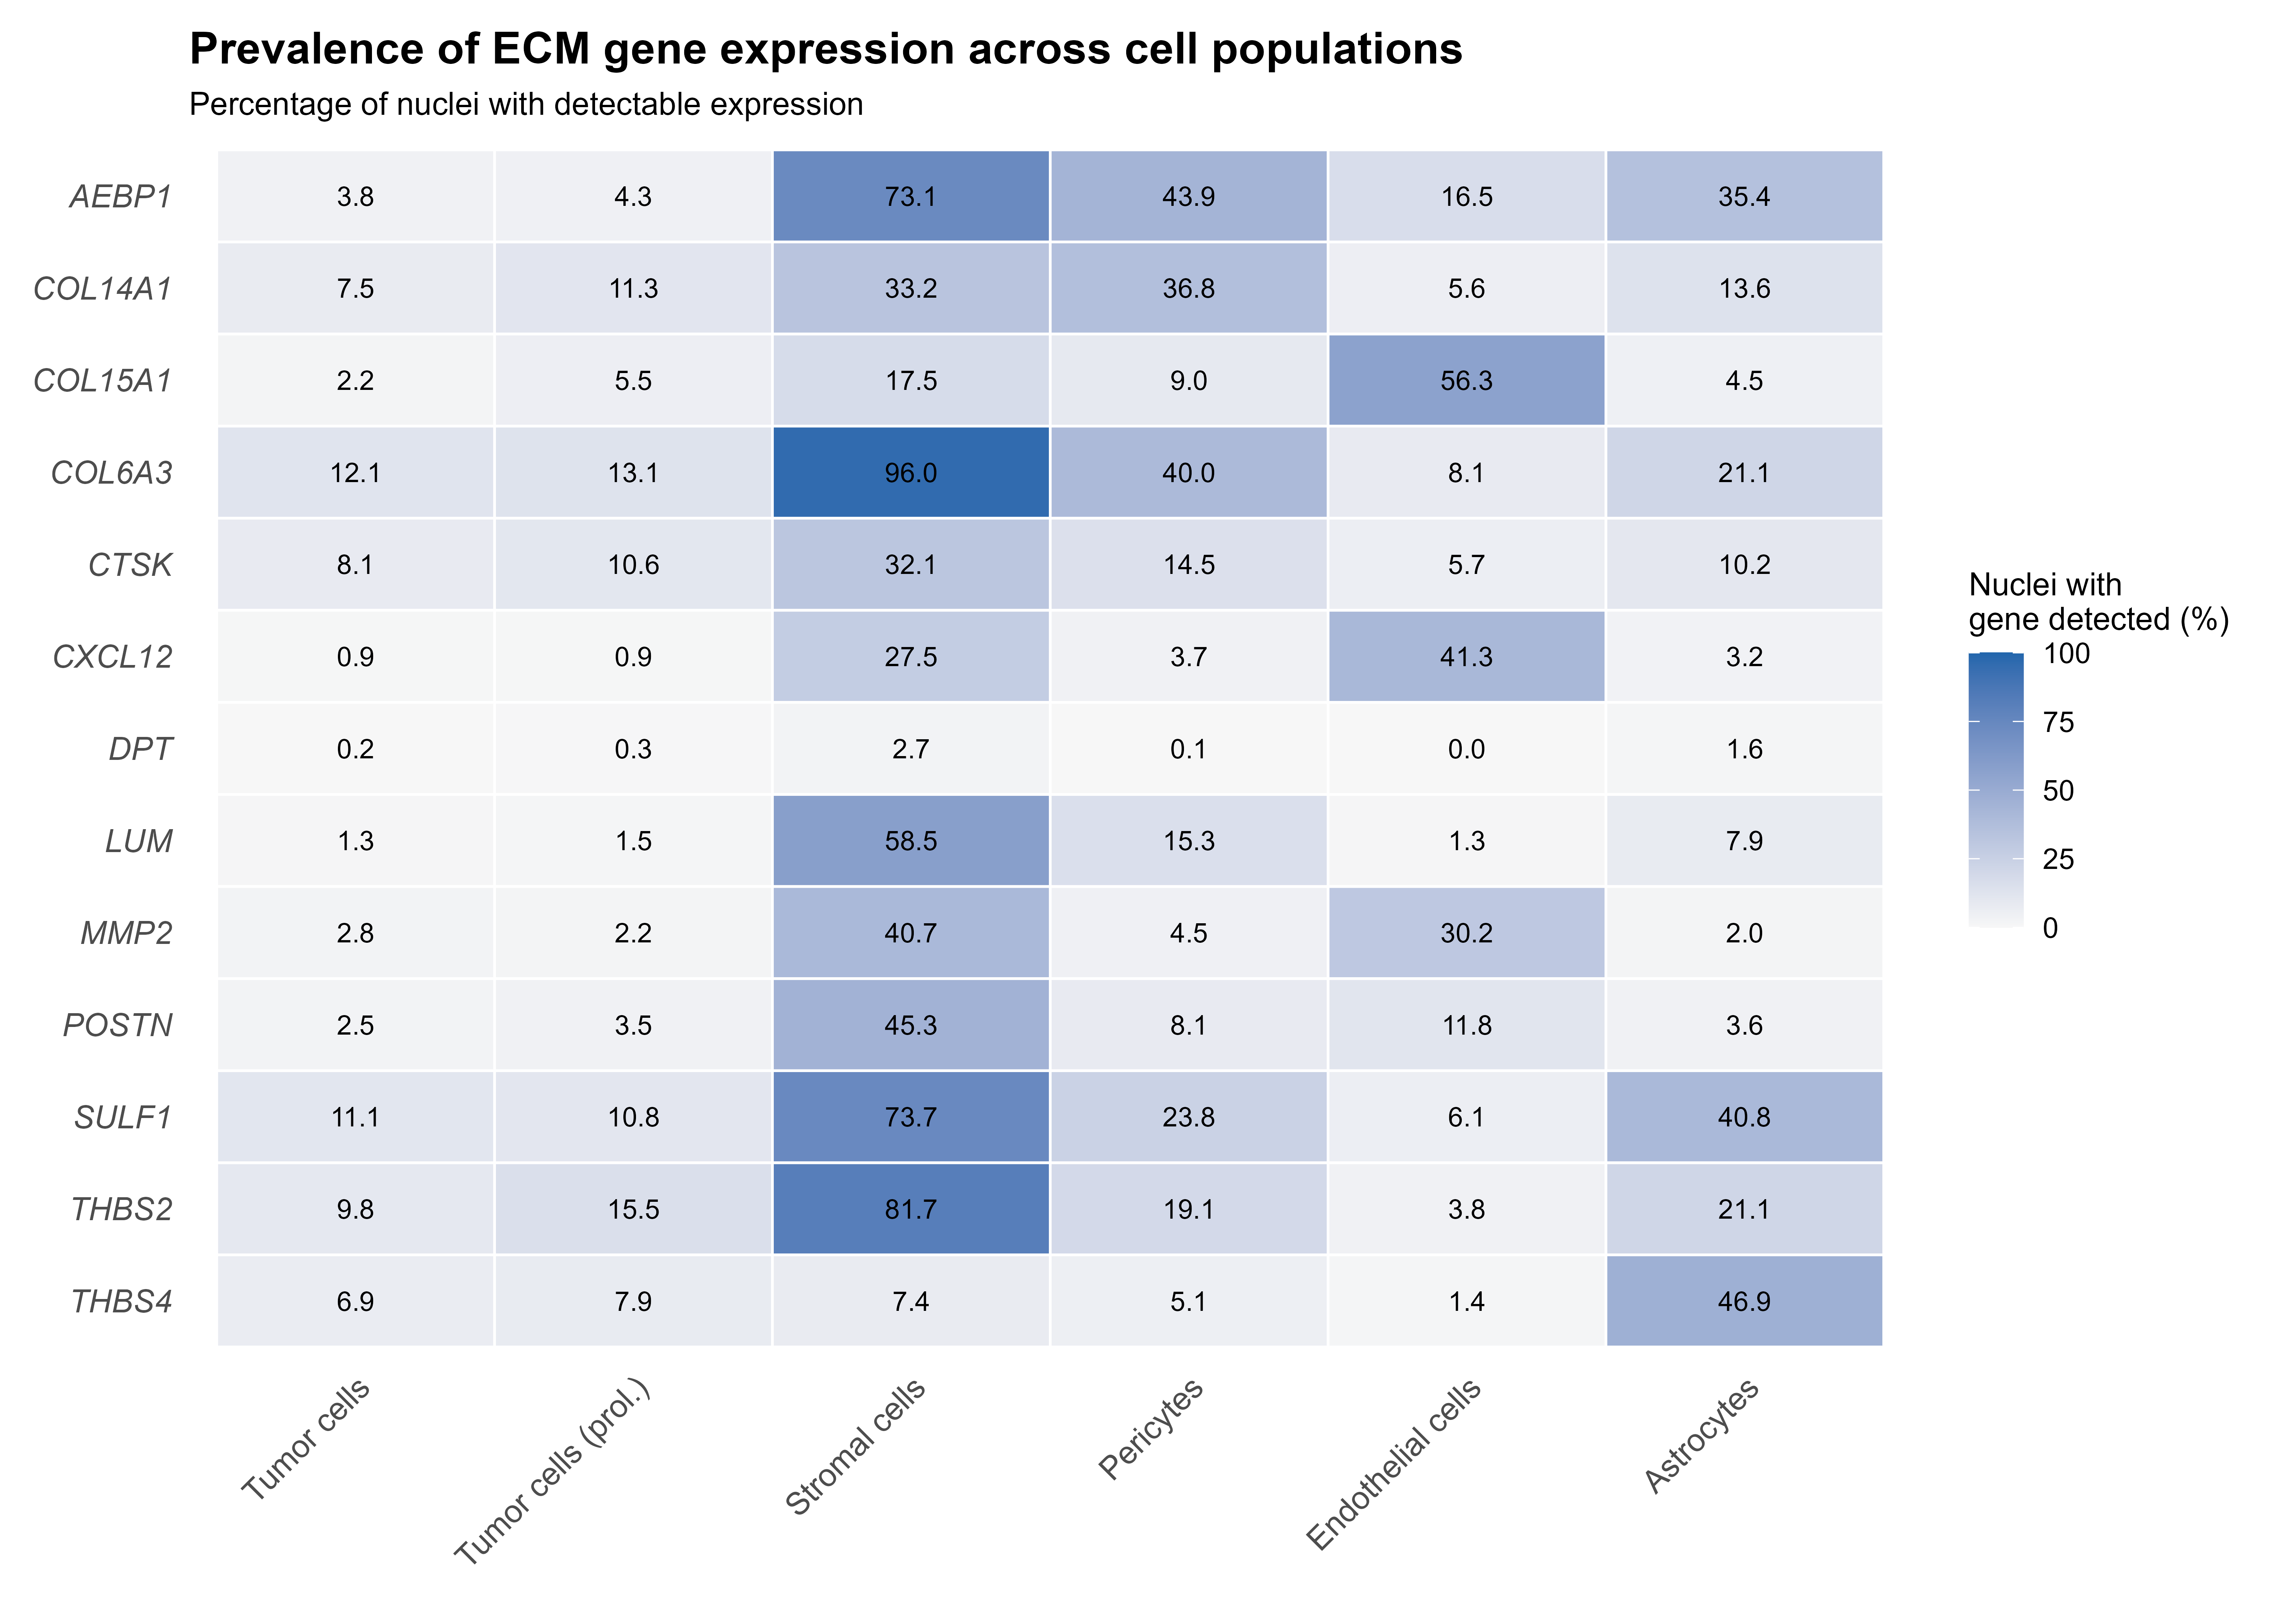 Prevalence of ECM gene expression across cell populations
Percentage of nuclei with detectable expression
AEBP1 3.8 4.3 73.1 43.9 16.5 35.4
COL14A1 7.5 11.3 33.2 36.8 5.6 13.6
COL15A1 2.2 5.5 17.5 9.0 56.3 4.5
COL6A3 12.1 13.1 96.0 40.0 8.1 21.1
CTSK 8.1 10.6 32.1 14.5 5.7 10.2
CXCL12 0.9 0.9 27.5 3.7 41.3 3.2
DPT 0.2 0.3 2.7 0.1 0.0 1.6
LUM 1.3 1.5 58.5 15.3 1.3 7.9
MMP2 2.8 2.2 40.7 4.5 30.2 2.0
POSTN 2.5 3.5 45.3 8.1 11.8 3.6
SULF1 11.1 10.8 73.7 23.8 6.1 40.8
THBS2 9.8 15.5 81.7 19.1 3.8 21.1
THBS4 6.9 7.9 7.4 5.1 1.4 46.9
Tumor cells
Tumor cells (prol.)
Stromal cells
Pericytes
Endothelial cells
Astrocytes
Nuclei with
gene detected (%)
100
75
50
25
0